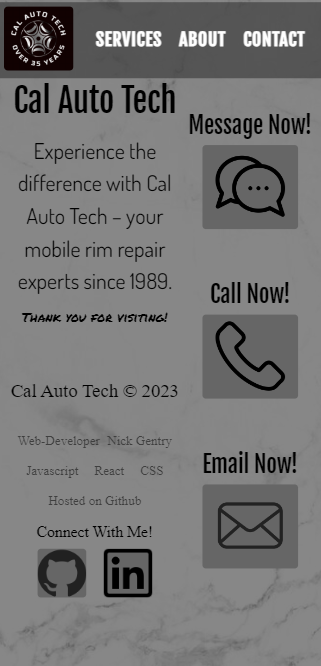 CAL AUTO TECH
OVER 35 YEARS
SERVICES ABOUT CONTACT
Cal Auto Tech
Experience the
difference with Cal
Auto Tech – your
mobile rim repair
experts since 1989.
Thank you for visiting!
Cal Auto Tech © 2023
Web-Developer Nick Gentry
Javascript React CSS
Hosted on Github
Connect With Me!
in
Message Now!
Call Now!
Email Now!